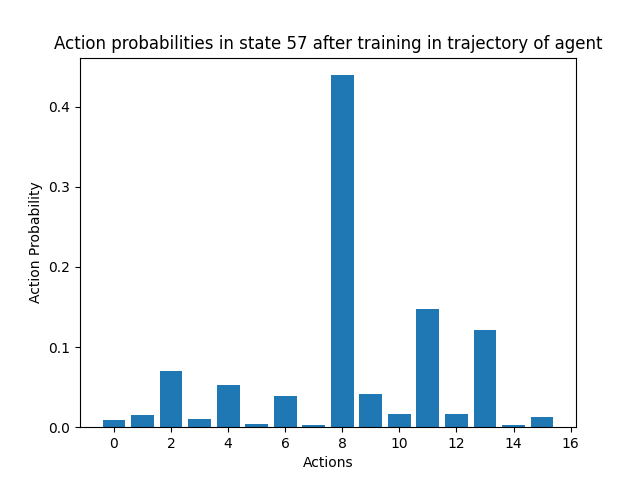 Action probabilities in state 57 after training in trajectory of agent
0.4
0.3
0.2
0.1
0.0
Action Probability
0 2 4 6 8 10 12 14 16
Actions